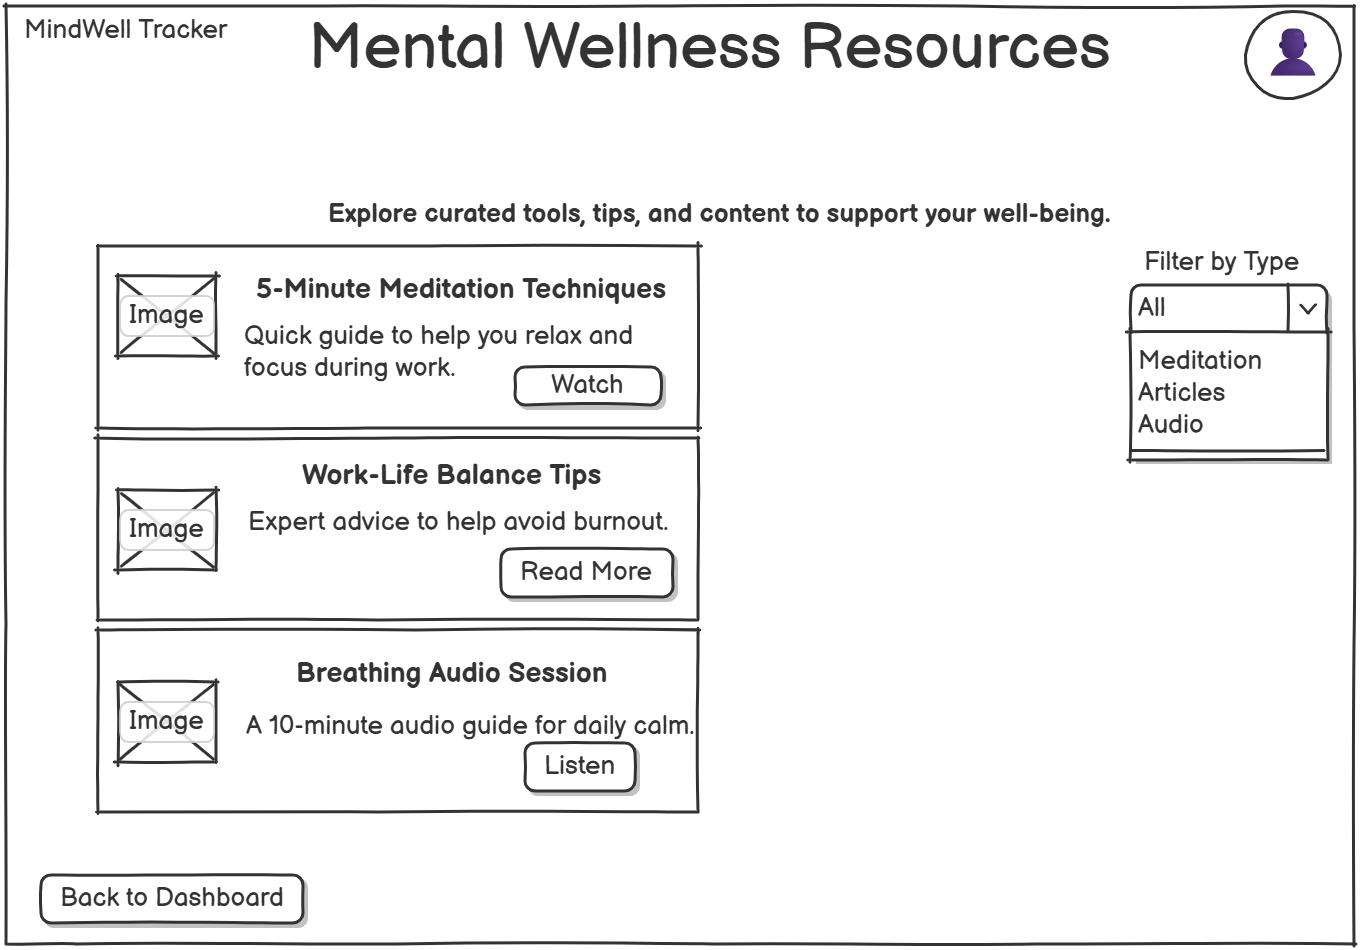 MindWell Tracker
Mental Wellness Resources
Explore curated tools, tips, and content to support your well-being.
Image
5-Minute Meditation Techniques
Quick guide to help you relax and
focus during work.
Watch
Image
Work-Life Balance Tips
Expert advice to help avoid burnout.
Read More
Image
Breathing Audio Session
A 10-minute audio guide for daily calm.
Listen
Filter by Type
All
Meditation
Articles
Audio
Back to Dashboard